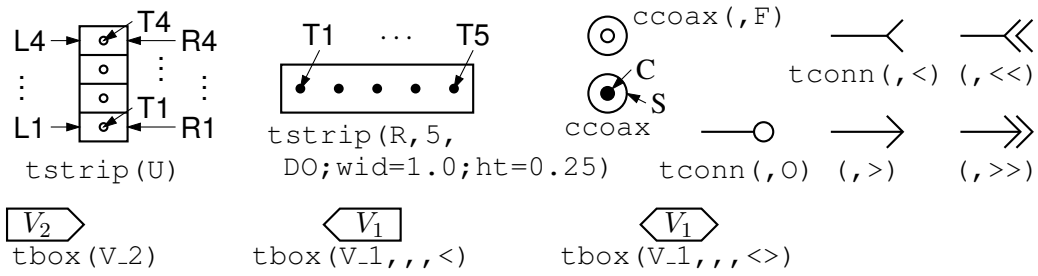 T4
L4 R4
⋮ ⋮ ⋮
T1
L1 R1
tstrip(U)
T1 ··· T5
tstrip(R,5,
DO;wid=1.0;ht=0.25)
ccoax(,F)
C
S
ccoax
tconn(,<) (,<<)
tconn(,O) (,>) (,>>)
V2
tbox(V_2)
V1
tbox(V_1,,,<)
V1
tbox(V_1,,,<>)